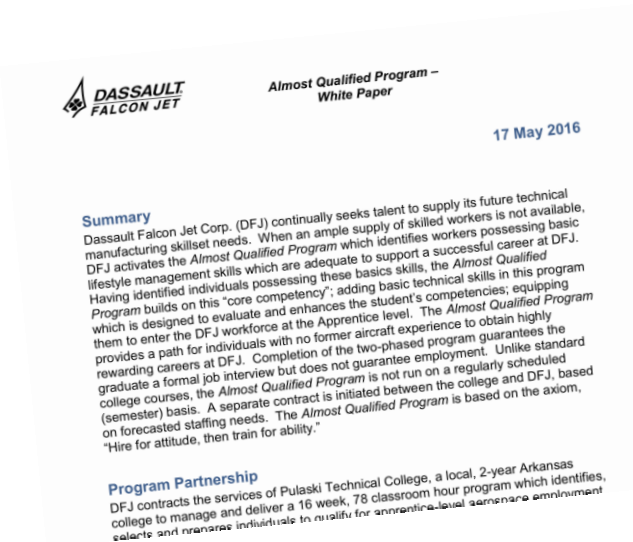 DASSAULT
FALCON JET
Almost Qualified Program –
White Paper
17 May 2016
Summary
Dassault Falcon Jet Corp. (DFJ) continually seeks talent to supply its future technical
manufacturing skillset needs. When an ample supply of skilled workers is not available,
DFJ activates the Almost Qualified Program which identifies workers possessing basic
lifestyle management skills which are adequate to support a successful career at DFJ.
Having identified individuals possessing these basics skills, the Almost Qualified
Program builds on this “core competency”; adding basic technical skills in this program
which is designed to evaluate and enhances the student’s competencies; equipping
them to enter the DFJ workforce at the Apprentice level. The Almost Qualified Program
provides a path for individuals with no former aircraft experience to obtain highly
rewarding careers at DFJ. Completion of the two-phased program guarantees the
graduate a formal job interview but does not guarantee employment. Unlike standard
college courses, the Almost Qualified Program is not run on a regularly scheduled
(semester) basis. A separate contract is initiated between the college and DFJ, based
on forecasted staffing needs. The Almost Qualified Program is based on the axiom,
“Hire for attitude, then train for ability.”
Program Partnership
DFJ contracts the services of Pulaski Technical College, a local, 2-year Arkansas
college to manage and deliver a 16 week, 78 classroom hour program which identifies,
selects and prepares individuals to qualify for apprentice-level aerospace employment